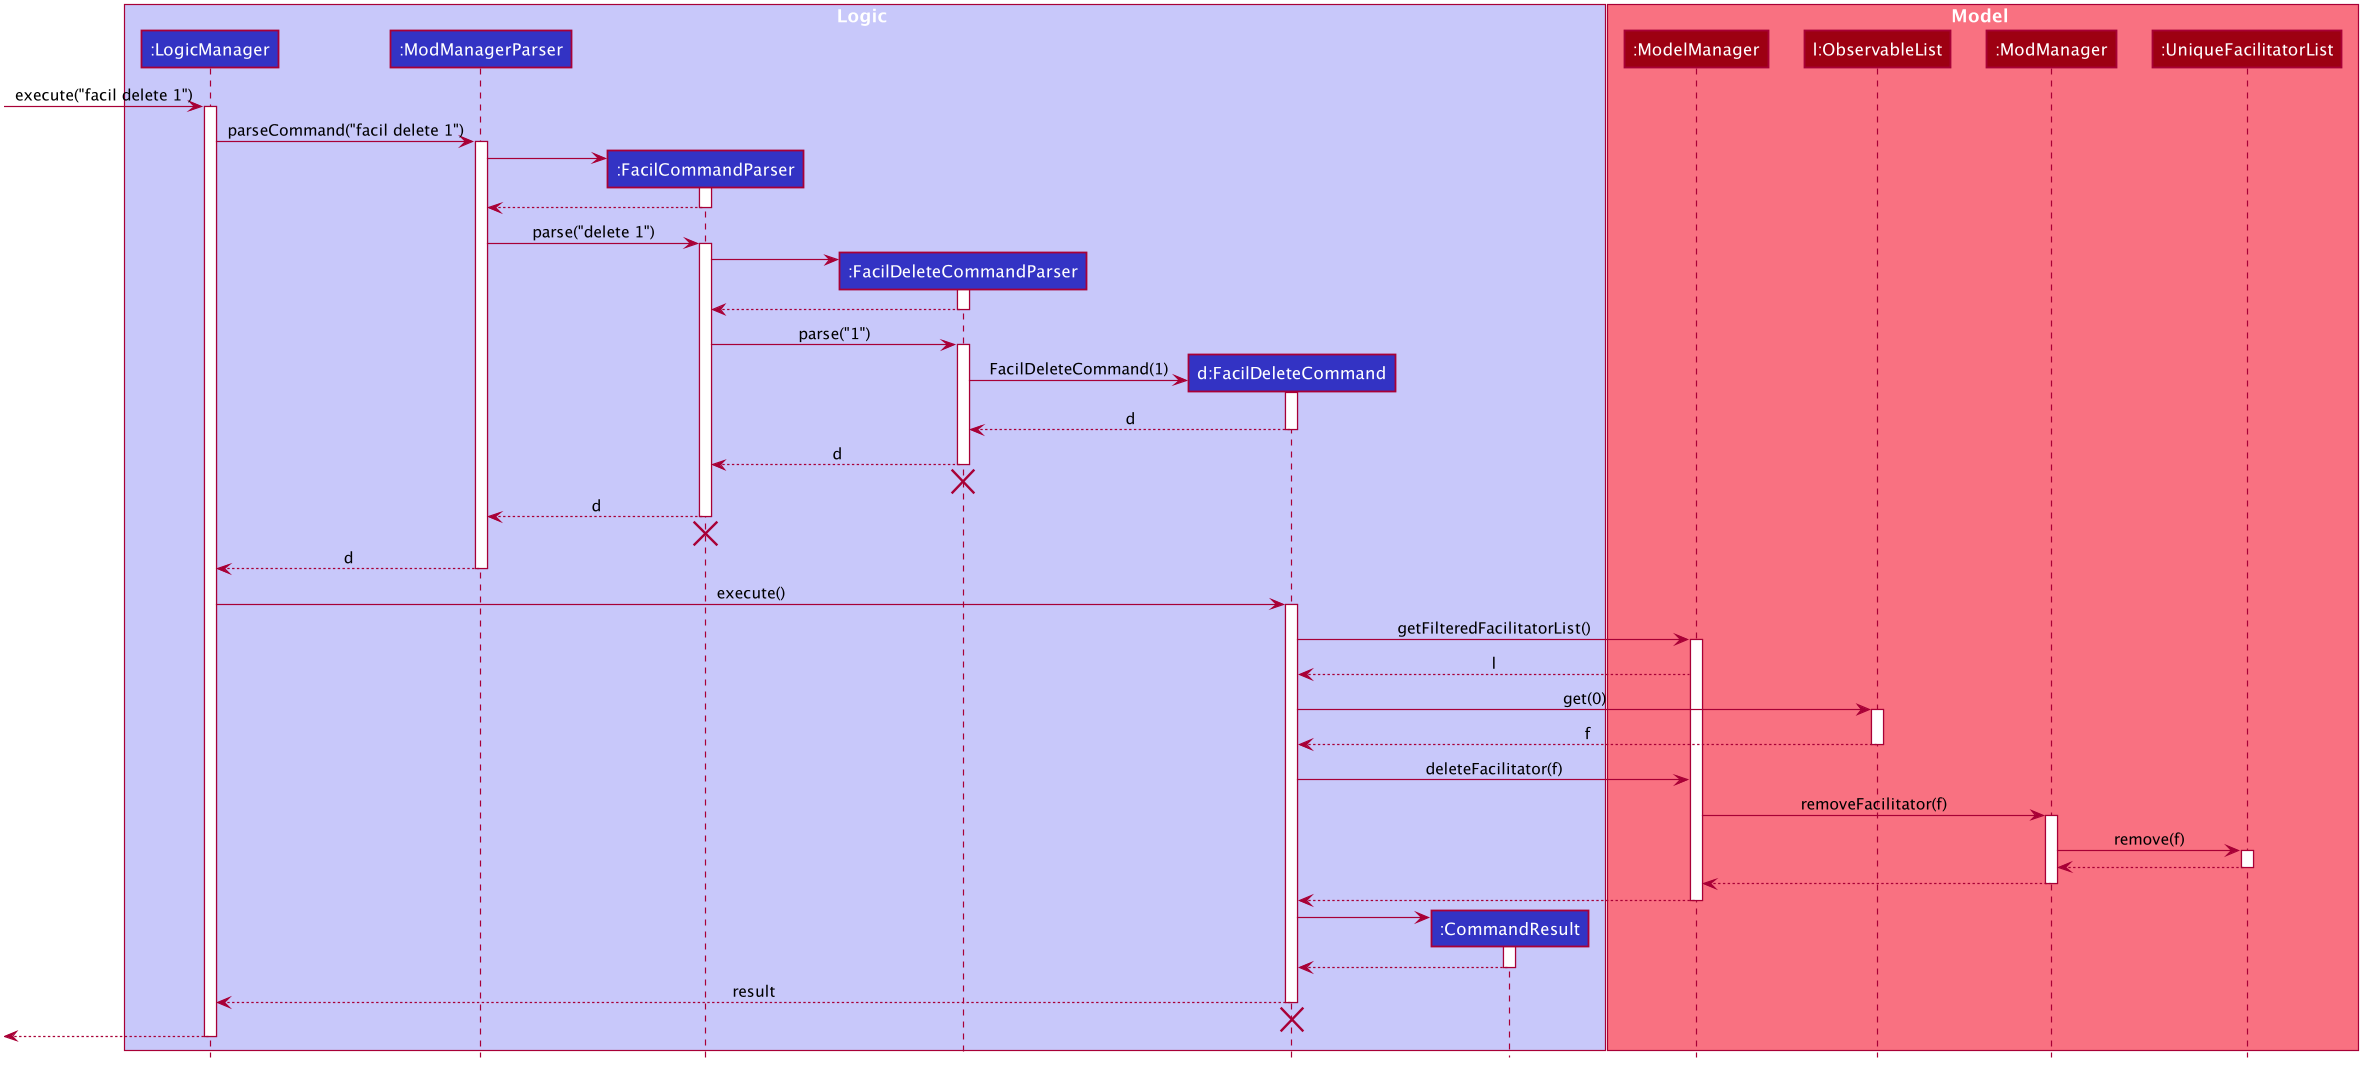 Logic
Model
:LogicManager
:ModManagerParser
:ModelManager
l:ObservableList
:ModManager
:UniqueFacilitatorList
execute("facil delete 1")
parseCommand("facil delete 1")
:FacilCommandParser
parse("delete 1")
:FacilDeleteCommandParser
parse("1")
FacilDeleteCommand(1)
d:FacilDeleteCommand
d
d
d
d
execute()
getFilteredFacilitatorList()
l
get(0)
f
deleteFacilitator(f)
removeFacilitator(f)
remove(f)
:CommandResult
result